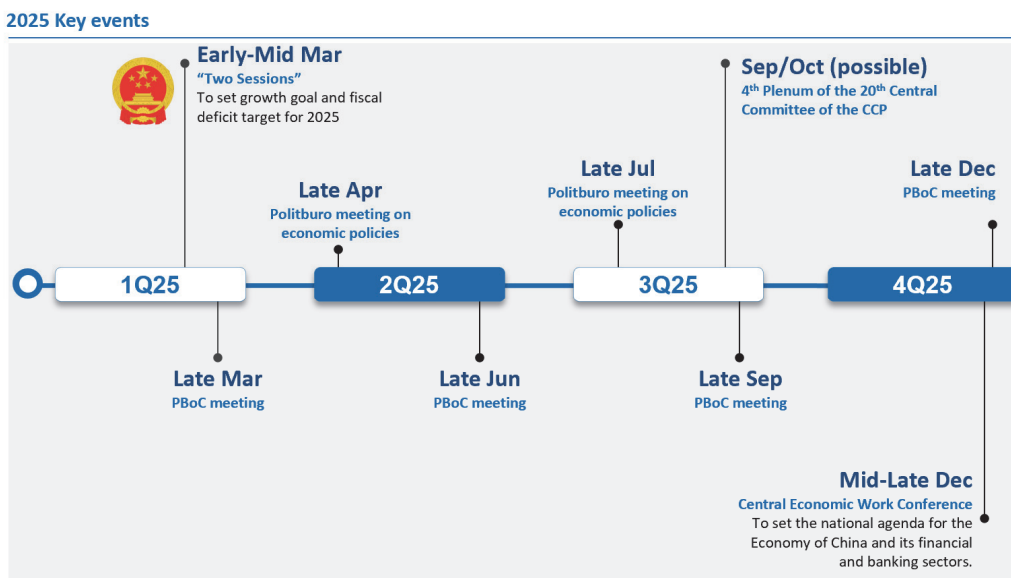 2025 Key events
Early-Mid Mar
“Two Sessions”
To set growth goal and fiscal
deficit target for 2025
Sep/Oct (possible)
4th Plenum of the 20th Central
Committee of the CCP
Late Apr
Politburo meeting on
economic policies
Late Jul
Politburo meeting on
economic policies
Late Dec
PBoC meeting
1Q25
2Q25
3Q25
4Q25
Late Mar
PBoC meeting
Late Jun
PBoC meeting
Late Sep
PBoC meeting
Mid-Late Dec
Central Economic Work Conference
To set the national agenda for the
Economy of China and its financial
and banking sectors.